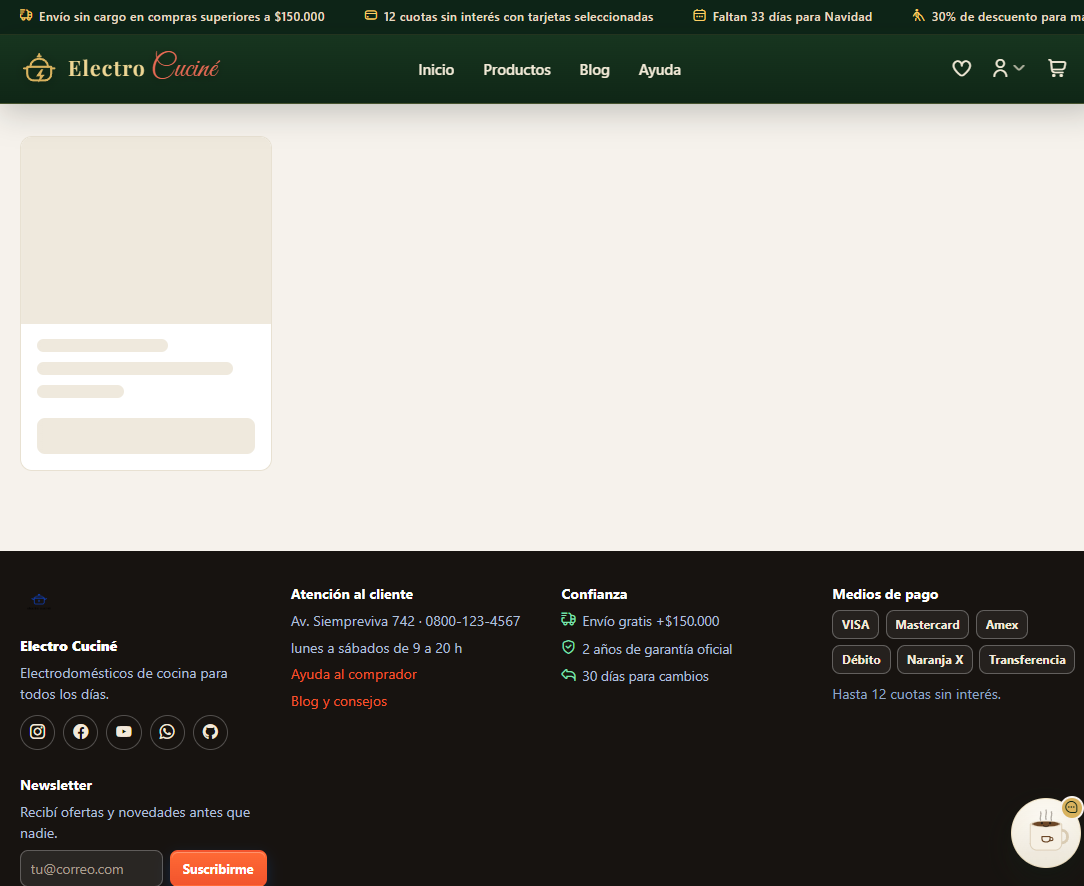 Envío sin cargo en compras superiores a $150.000
12 cuotas sin interés con tarjetas seleccionadas
Faltan 33 días para Navidad
30% de descuento para
Electro Cuciné
Inicio
Productos
Blog
Ayuda
Electro Cuciné
Electrodomésticos de cocina para
todos los días.
Newsletter
Recibí ofertas y novedades antes que
nadie.
tu@correo.com
Suscribirme
Atención al cliente
Av. Siempreviva 742 · 0800-123-4567
lunes a sábados de 9 a 20 h
Ayuda al comprador
Blog y consejos
Confianza
Envío gratis +$150.000
2 años de garantía oficial
30 días para cambios
Medios de pago
VISA
Mastercard
Amex
Débito
Naranja X
Transferencia
Hasta 12 cuotas sin interés.